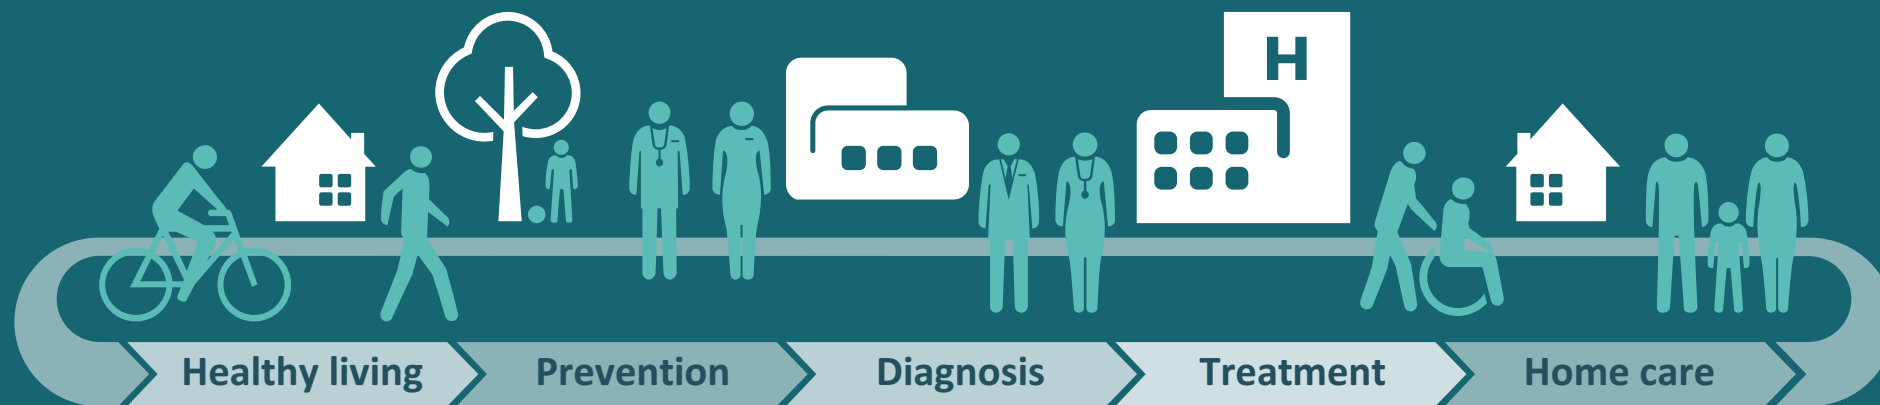 H
Healthy living
Prevention
Diagnosis
Treatment
Home care